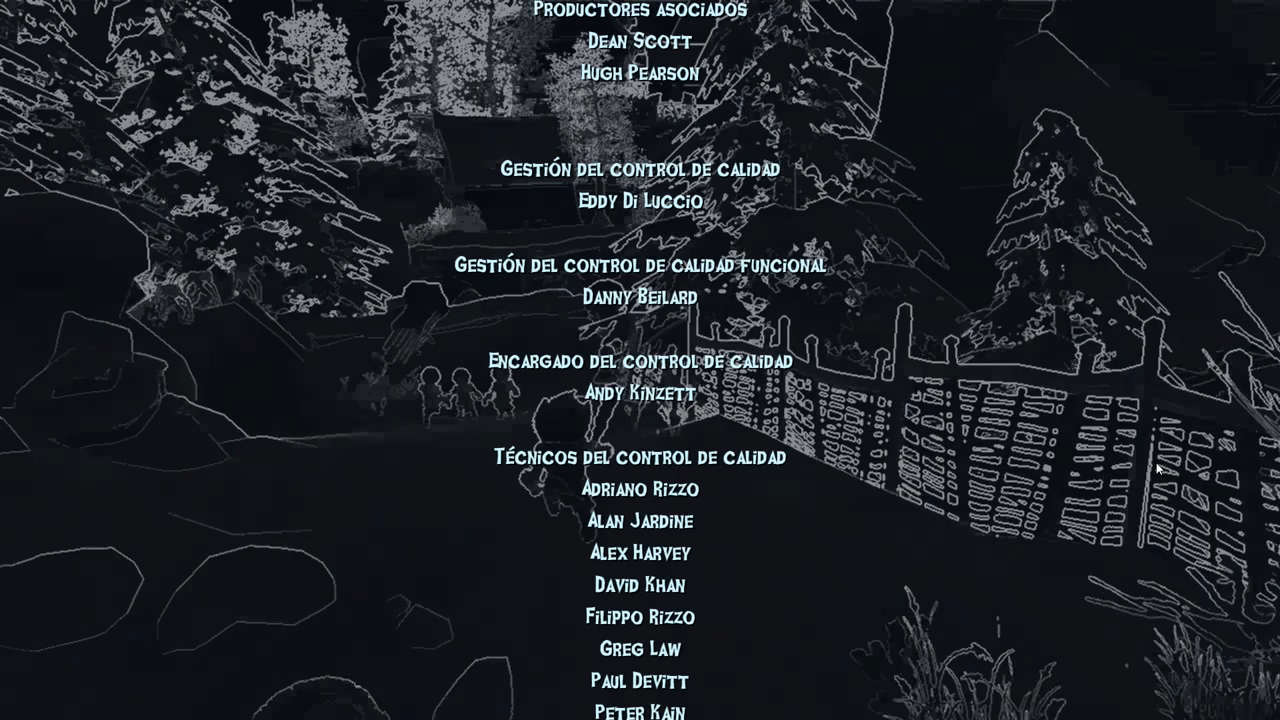 Productores asociados
Dean Scott
Hugh Pearson
Gestión del control de calidad
Eddy Di Luccio
Gestión del control de calidad funcional
Danny Beilard
Encargado del control de calidad
Andy Kinzett
Técnicos del control de calidad
Adriano Rizzo
Alan Jardine
Alex Harvey
David Khan
Filippo Rizzo
Greg Law
Paul Devitt
Peter Kain